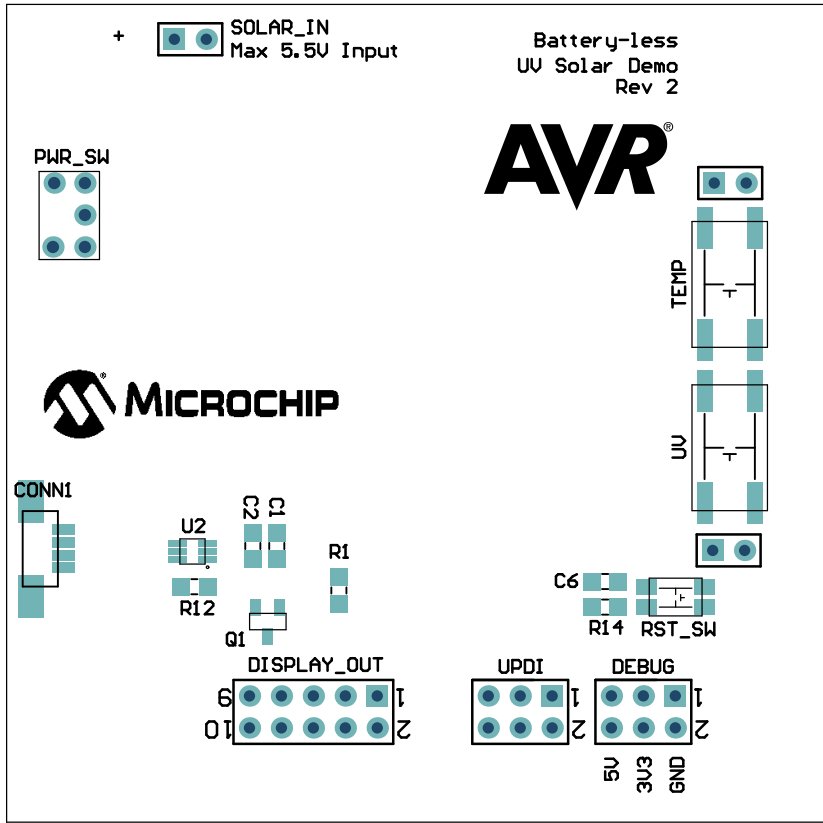 + SOLAR_IN
Max 5.5V Input
Battery-less
UV Solar Demo
Rev 2
AVR®
PWR_SW
TEMP
MICROCHIP
®
UV
CONN1
C2
C1
U2
R1
R12
C6
Q1
R14
RST_SW
DISPLAY_OUT
UPDI
DEBUG
9
1
1
1
10
2
2
2
5V
3V3
GND